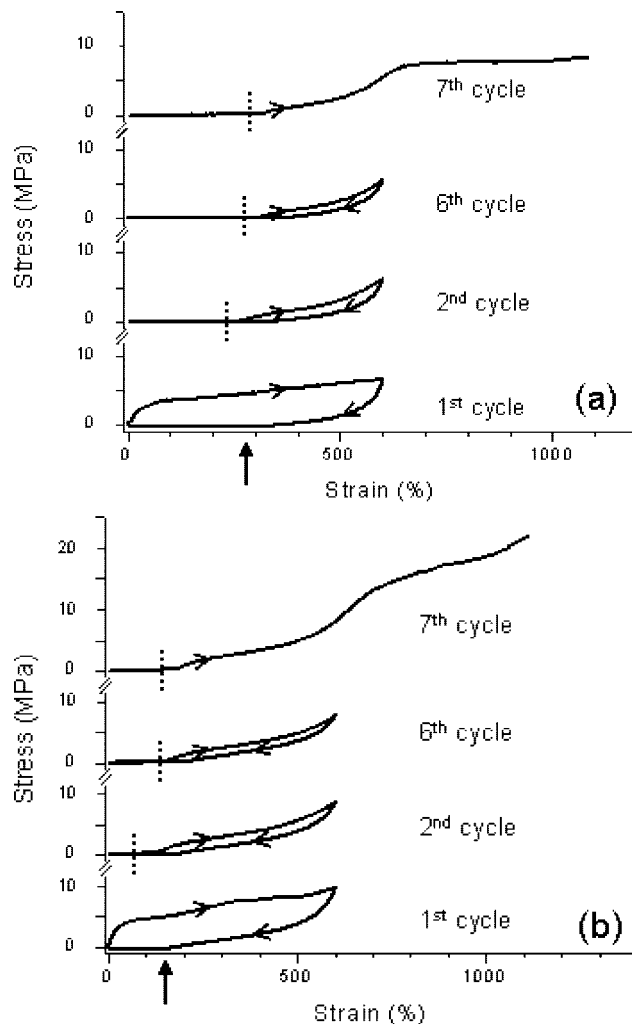 10
0
7th cycle
10
0
6th cycle
10
0
2nd cycle
10
0
1st cycle
(a)
Stress (MPa)
0 500 1000
Strain (%)
20
10
0
7th cycle
10
0
6th cycle
10
0
2nd cycle
10
0
1st cycle
(b)
Stress (MPa)
0 500 1000
Strain (%)